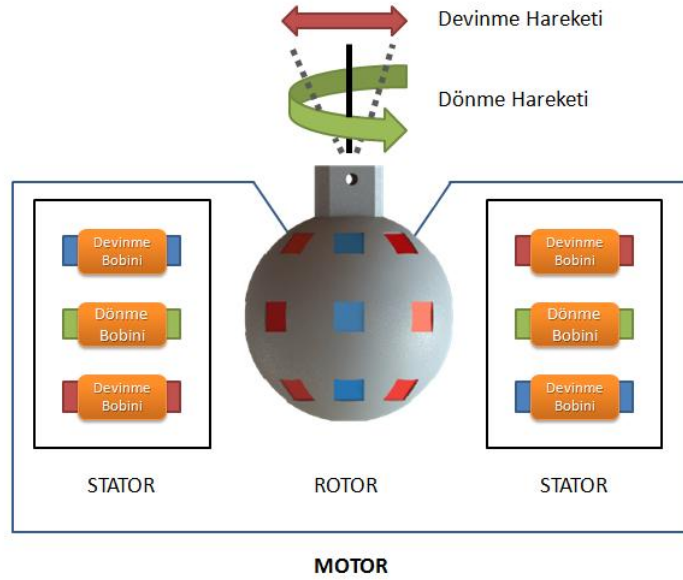 Devinme Hareketi
Dönme Hareketi
Devinme
Bobini
Dönme
Bobini
Devinme
Bobini
Devinme
Bobini
Dönme
Bobini
Devinme
Bobini
STATOR
ROTOR
STATOR
MOTOR